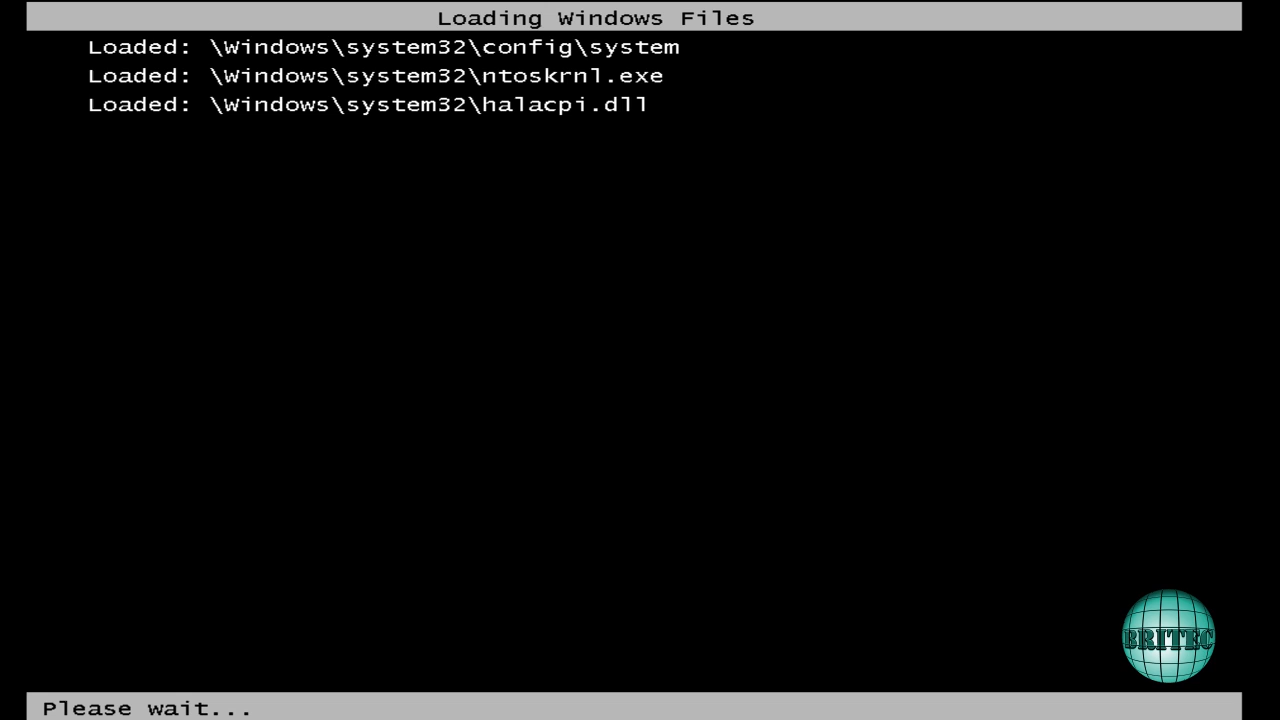 Loading Windows Files
Loaded: \Windows\system32\config\system
Loaded: \Windows\system32\ntoskrnl.exe
Loaded: \Windows\system32\halacpi.dll
BRITEC
Please wait...